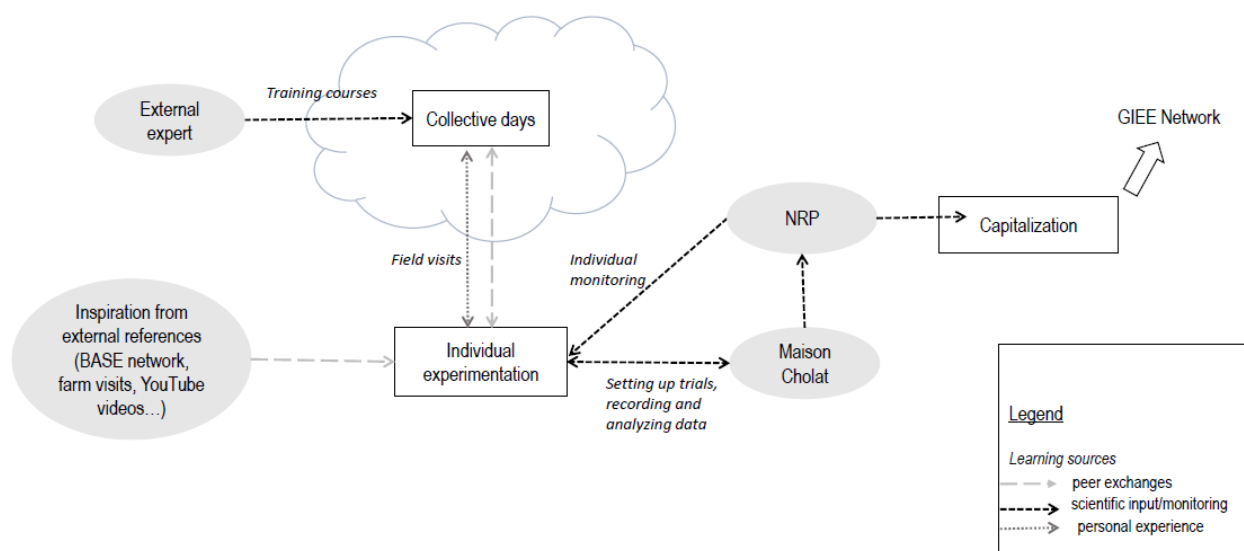 Training courses
External
expert
Collective days
GIEE Network
NRP
Capitalization
Field visits
Individual
monitoring
Inspiration from
external references
(BASE network,
farm visits, YouTube
videos…)
Individual
experimentation
Maison
Cholat
Setting up trials,
recording and
analyzing data
Legend
Learning sources
peer exchanges
scientific input/monitoring
personal experience